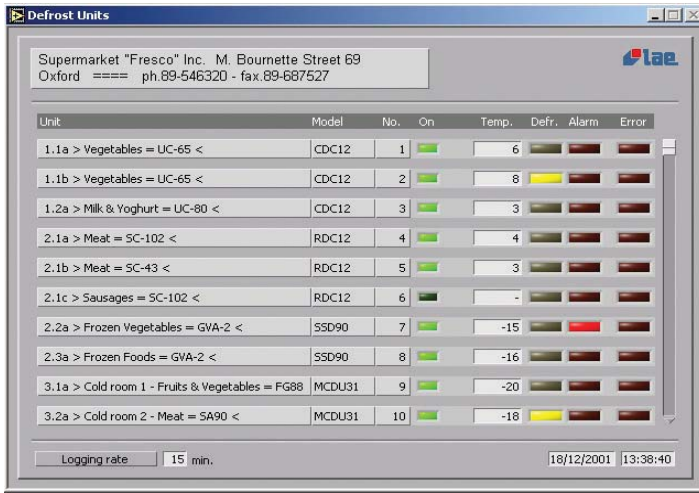 Defrost Units
Supermarket "Fresco" Inc. M. Bournette Street 69
Oxford ==== ph.89-546320 - fax.89-687527
lae
Unit Model No. On Temp. Defr. Alarm Error
1.1a > Vegetables = UC-65 < CDC12 1 6
1.1b > Vegetables = UC-65 < CDC12 2 8
1.2a > Milk & Yoghurt = UC-80 < CDC12 3 3
2.1a > Meat = SC-102 < RDC12 4 4
2.1b > Meat = SC-43 < RDC12 5 3
2.1c > Sausages = SC-102 < RDC12 6 -
2.2a > Frozen Vegetables = GVA-2 < SSD90 7 -15
2.3a > Frozen Foods = GVA-2 < SSD90 8 -16
3.1a > Cold room 1 - Fruits & Vegetables = FG88 MCDU31 9 -20
3.2a > Cold room 2 - Meat = SA90 < MCDU31 10 -18
Logging rate 15 min. 18/12/2001 13:38:40